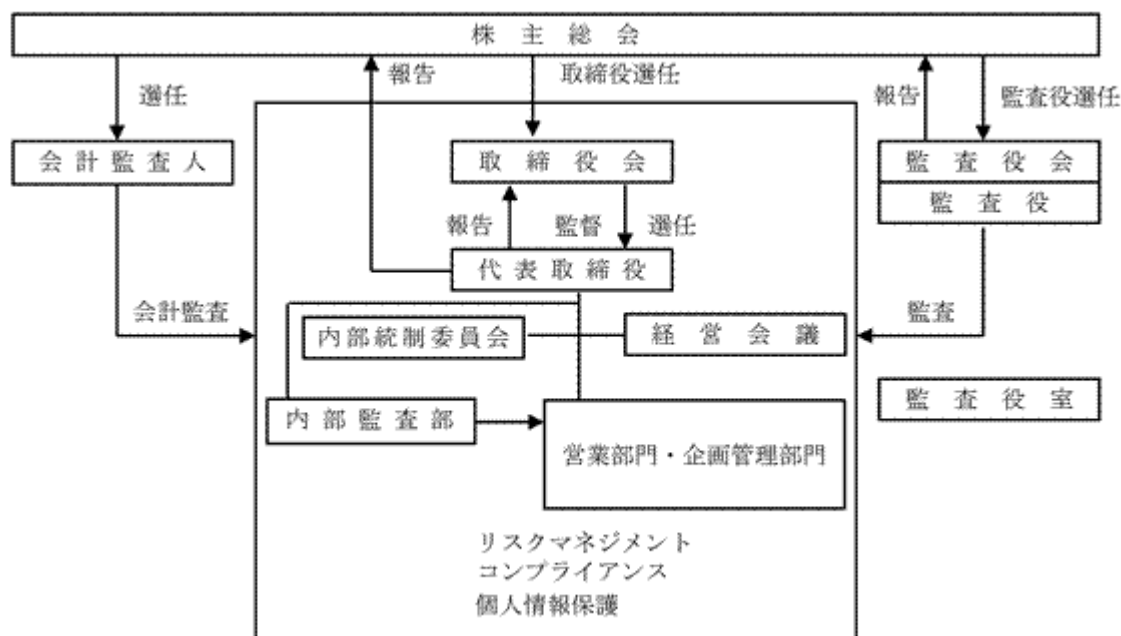 株主総会
報告
取締役選任
報告
監査役選任
選任
会計監査人
取締役会
監査役会
監査役
報告
監督
選任
代表取締役
会計監査
監査
内部統制委員会
経営会議
監査役室
内部監査部
営業部門・企画管理部門
リスクマネジメント
コンプライアンス
個人情報保護